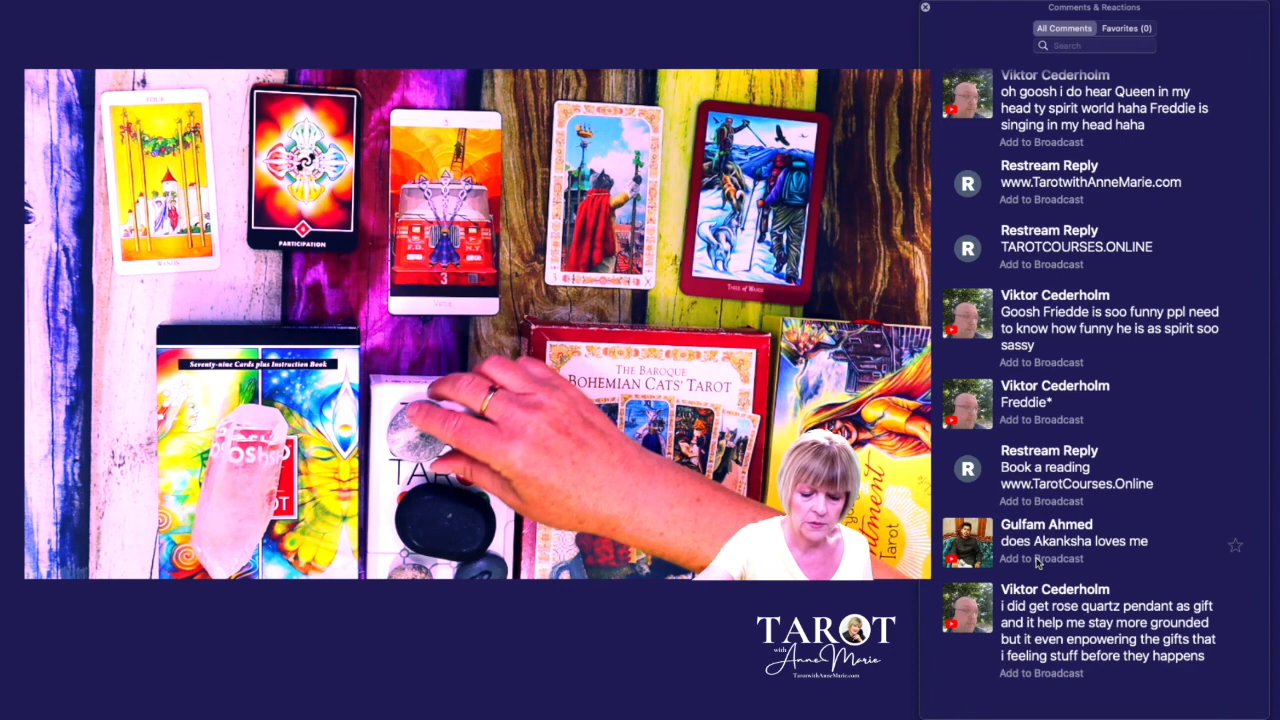 Comments & Reactions
All Comments
Favorites (0)
Search
FOUR
WANDS
4
PARTICIPATION
3
F.D.
N.Y.
3
THREE OF WANDS
Seventy-nine Cards plus Instruction Book
TAROT
THE BAROQUE
BOHEMIAN CATS' TAROT
Tarot
TAROT
with
Anne Marie
TarotwithAnneMarie.com
Viktor Cederholm
oh goosh i do hear Queen in my
head ty spirit world haha Freddie is
singing in my head haha
Add to Broadcast
R
Restream Reply
www.TarotwithAnneMarie.com
Add to Broadcast
R
Restream Reply
TAROTCOURSES.ONLINE
Add to Broadcast
Viktor Cederholm
Goosh Friedde is soo funny ppl need
to know how funny he is as spirit soo
sassy
Add to Broadcast
Viktor Cederholm
Freddie*
Add to Broadcast
R
Restream Reply
Book a reading
www.TarotCourses.Online
Add to Broadcast
Gulfam Ahmed
does Akanksha loves me
Add to Broadcast
Viktor Cederholm
i did get rose quartz pendant as gift
and it help me stay more grounded
but it even enpowering the gifts that
i feeling stuff before they happens
Add to Broadcast